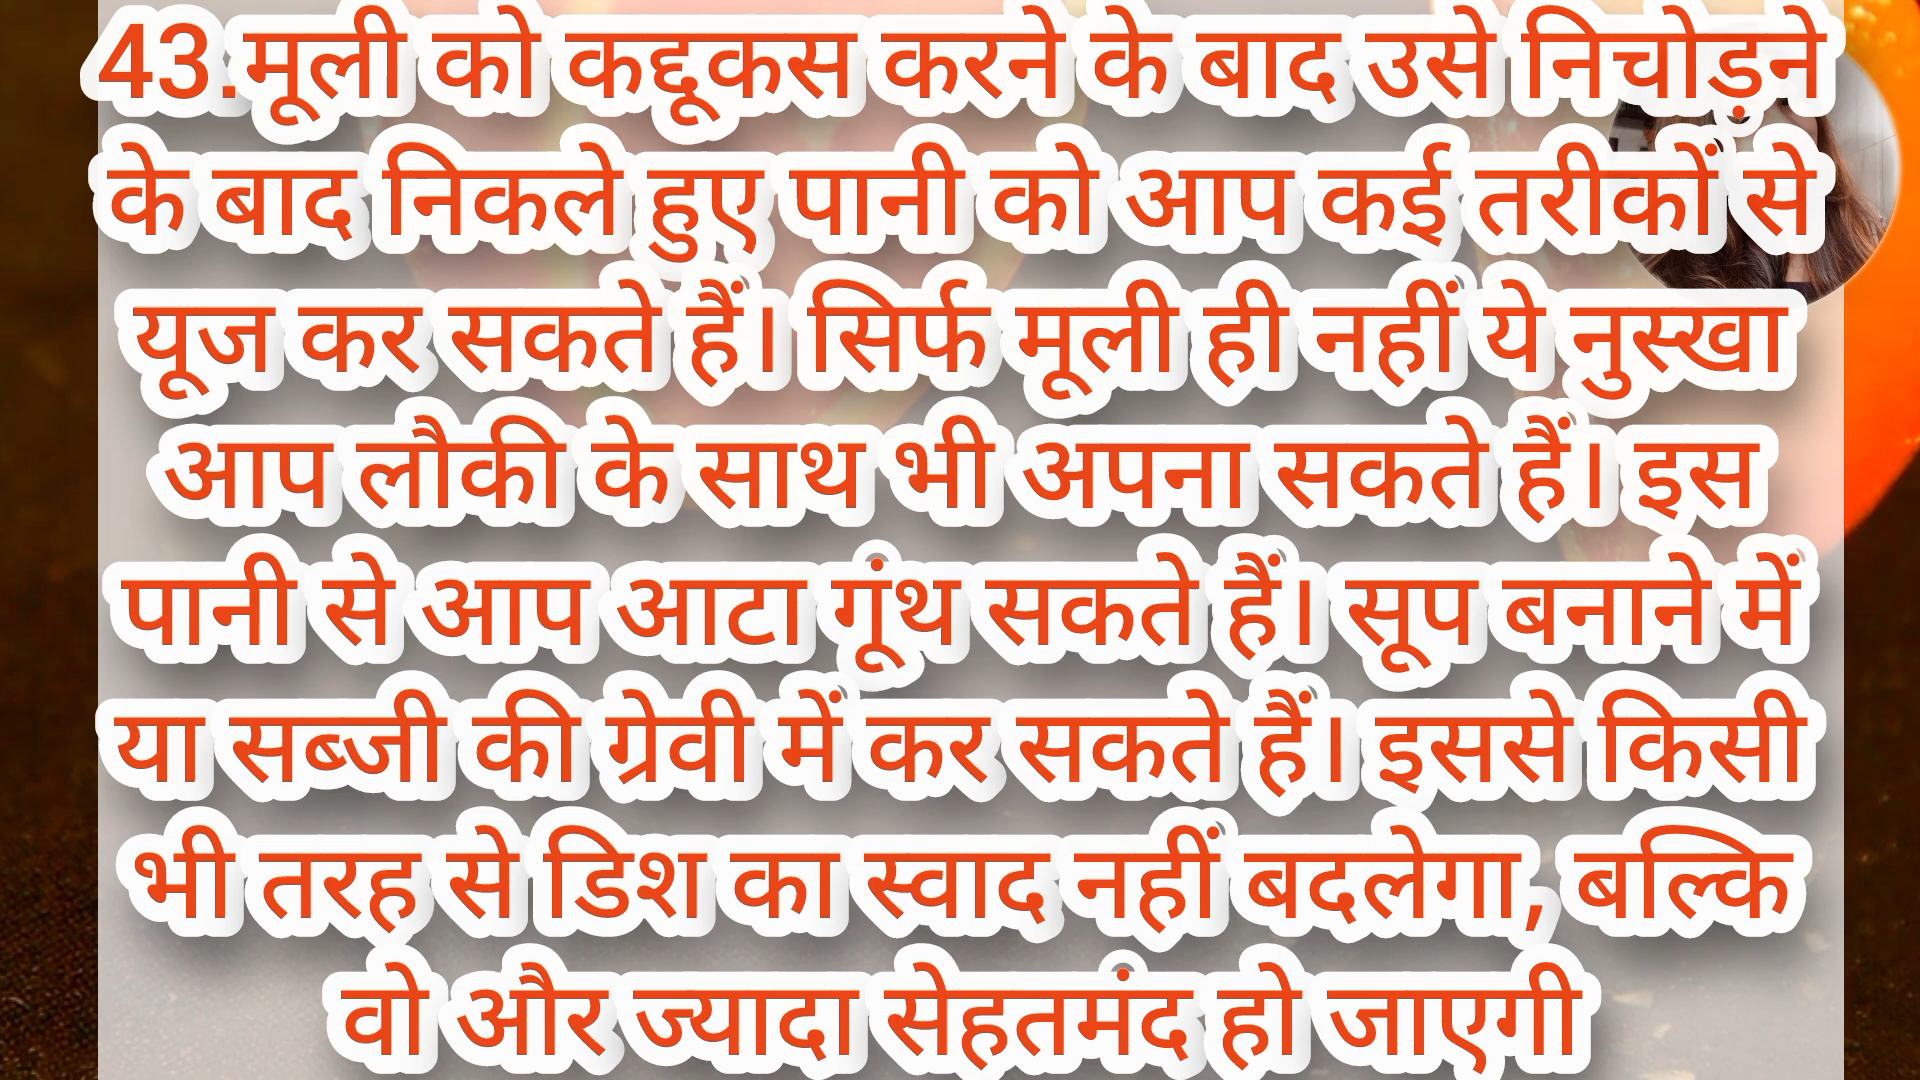 43.मूली को कद्दूकस करने के बाद उसे निचोड़ने
के बाद निकले हुए पानी को आप कई तरीकों से
यूज कर सकते हैं। सिर्फ मूली ही नहीं ये नुस्खा
आप लौकी के साथ भी अपना सकते हैं। इस
पानी से आप आटा गूंथ सकते हैं। सूप बनाने में
या सब्जी की ग्रेवी में कर सकते हैं। इससे किसी
भी तरह से डिश का स्वाद नहीं बदलेगा, बल्कि
वो और ज्यादा सेहतमंद हो जाएगी